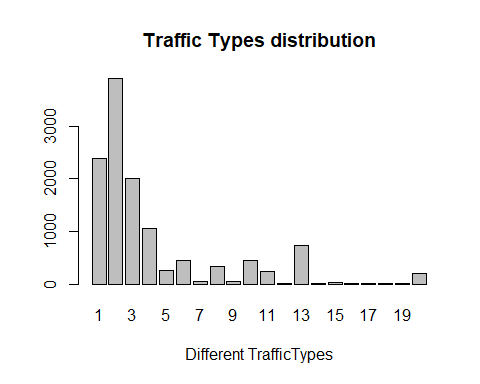 Traffic Types distribution
3000
2000
1000
0
1 3 5 7 9 11 13 15 17 19
Different TrafficTypes